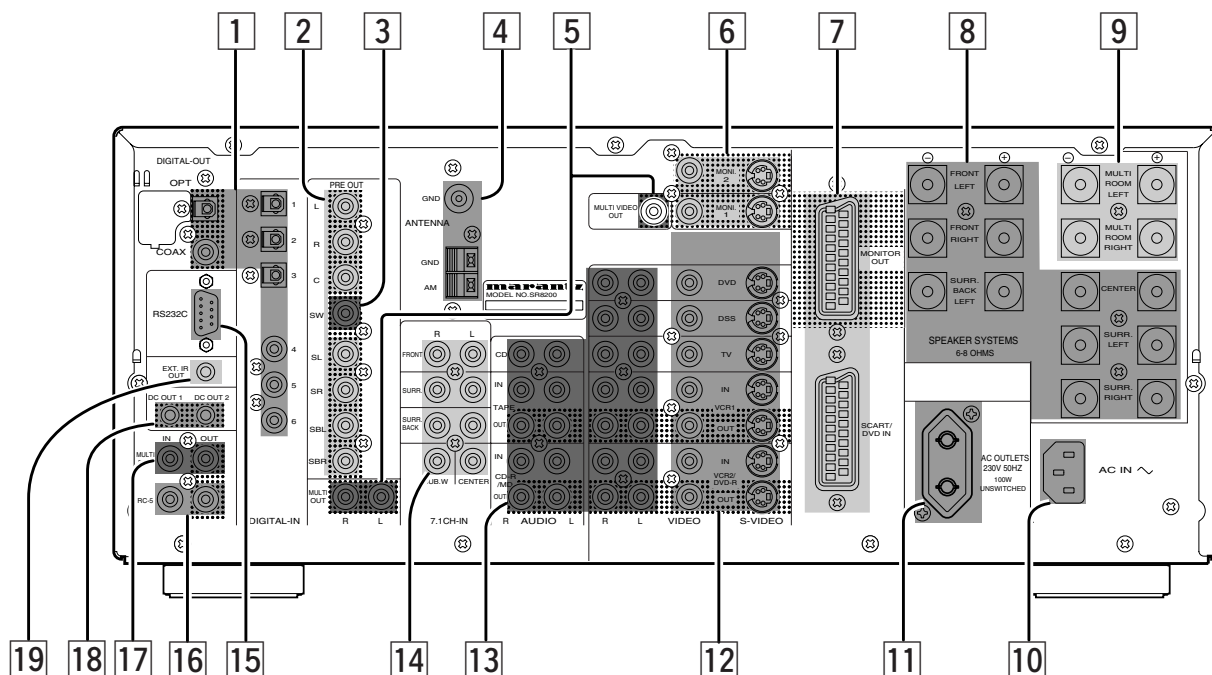 1 2 3 4 5 6 7 8 9
DIGITAL-OUT
OPT
COAX
1
2
3
4
5
6
DIGITAL-IN
RS232C
EXT. IR
OUT
DC OUT 1 DC OUT 2
IN OUT
MULTI
RC-5
PRE OUT
L
R
C
SW
SL
SR
SBL
SBR
MULTI
OUT
R L
GND
ANTENNA
GND
AM
marantz
MODEL NO.SR8200
R L
FRONT
SURR.
SURR.
BACK
UB.W CENTER
7.1CH-IN
CD
IN
TAPE
OUT
IN
CD-R
/MD
OUT
R AUDIO L
MULTI VIDEO
OUT
MONI.
2
MONI.
1
DVD
DSS
TV
IN
VCR1
OUT
IN
VCR2/
DVD-R
OUT
R L VIDEO S-VIDEO
MONITOR
OUT
SCART/
DVD IN
− +
FRONT
LEFT
FRONT
RIGHT
SURR.
BACK
LEFT
SPEAKER SYSTEMS
6-8 OHMS
− +
MULTI
ROOM
LEFT
MULTI
ROOM
RIGHT
CENTER
SURR.
LEFT
SURR.
RIGHT
AC OUTLETS
230V 50HZ
100W
UNSWITCHED
AC IN ∼
19 18 17 16 15 14 13 12 11 10